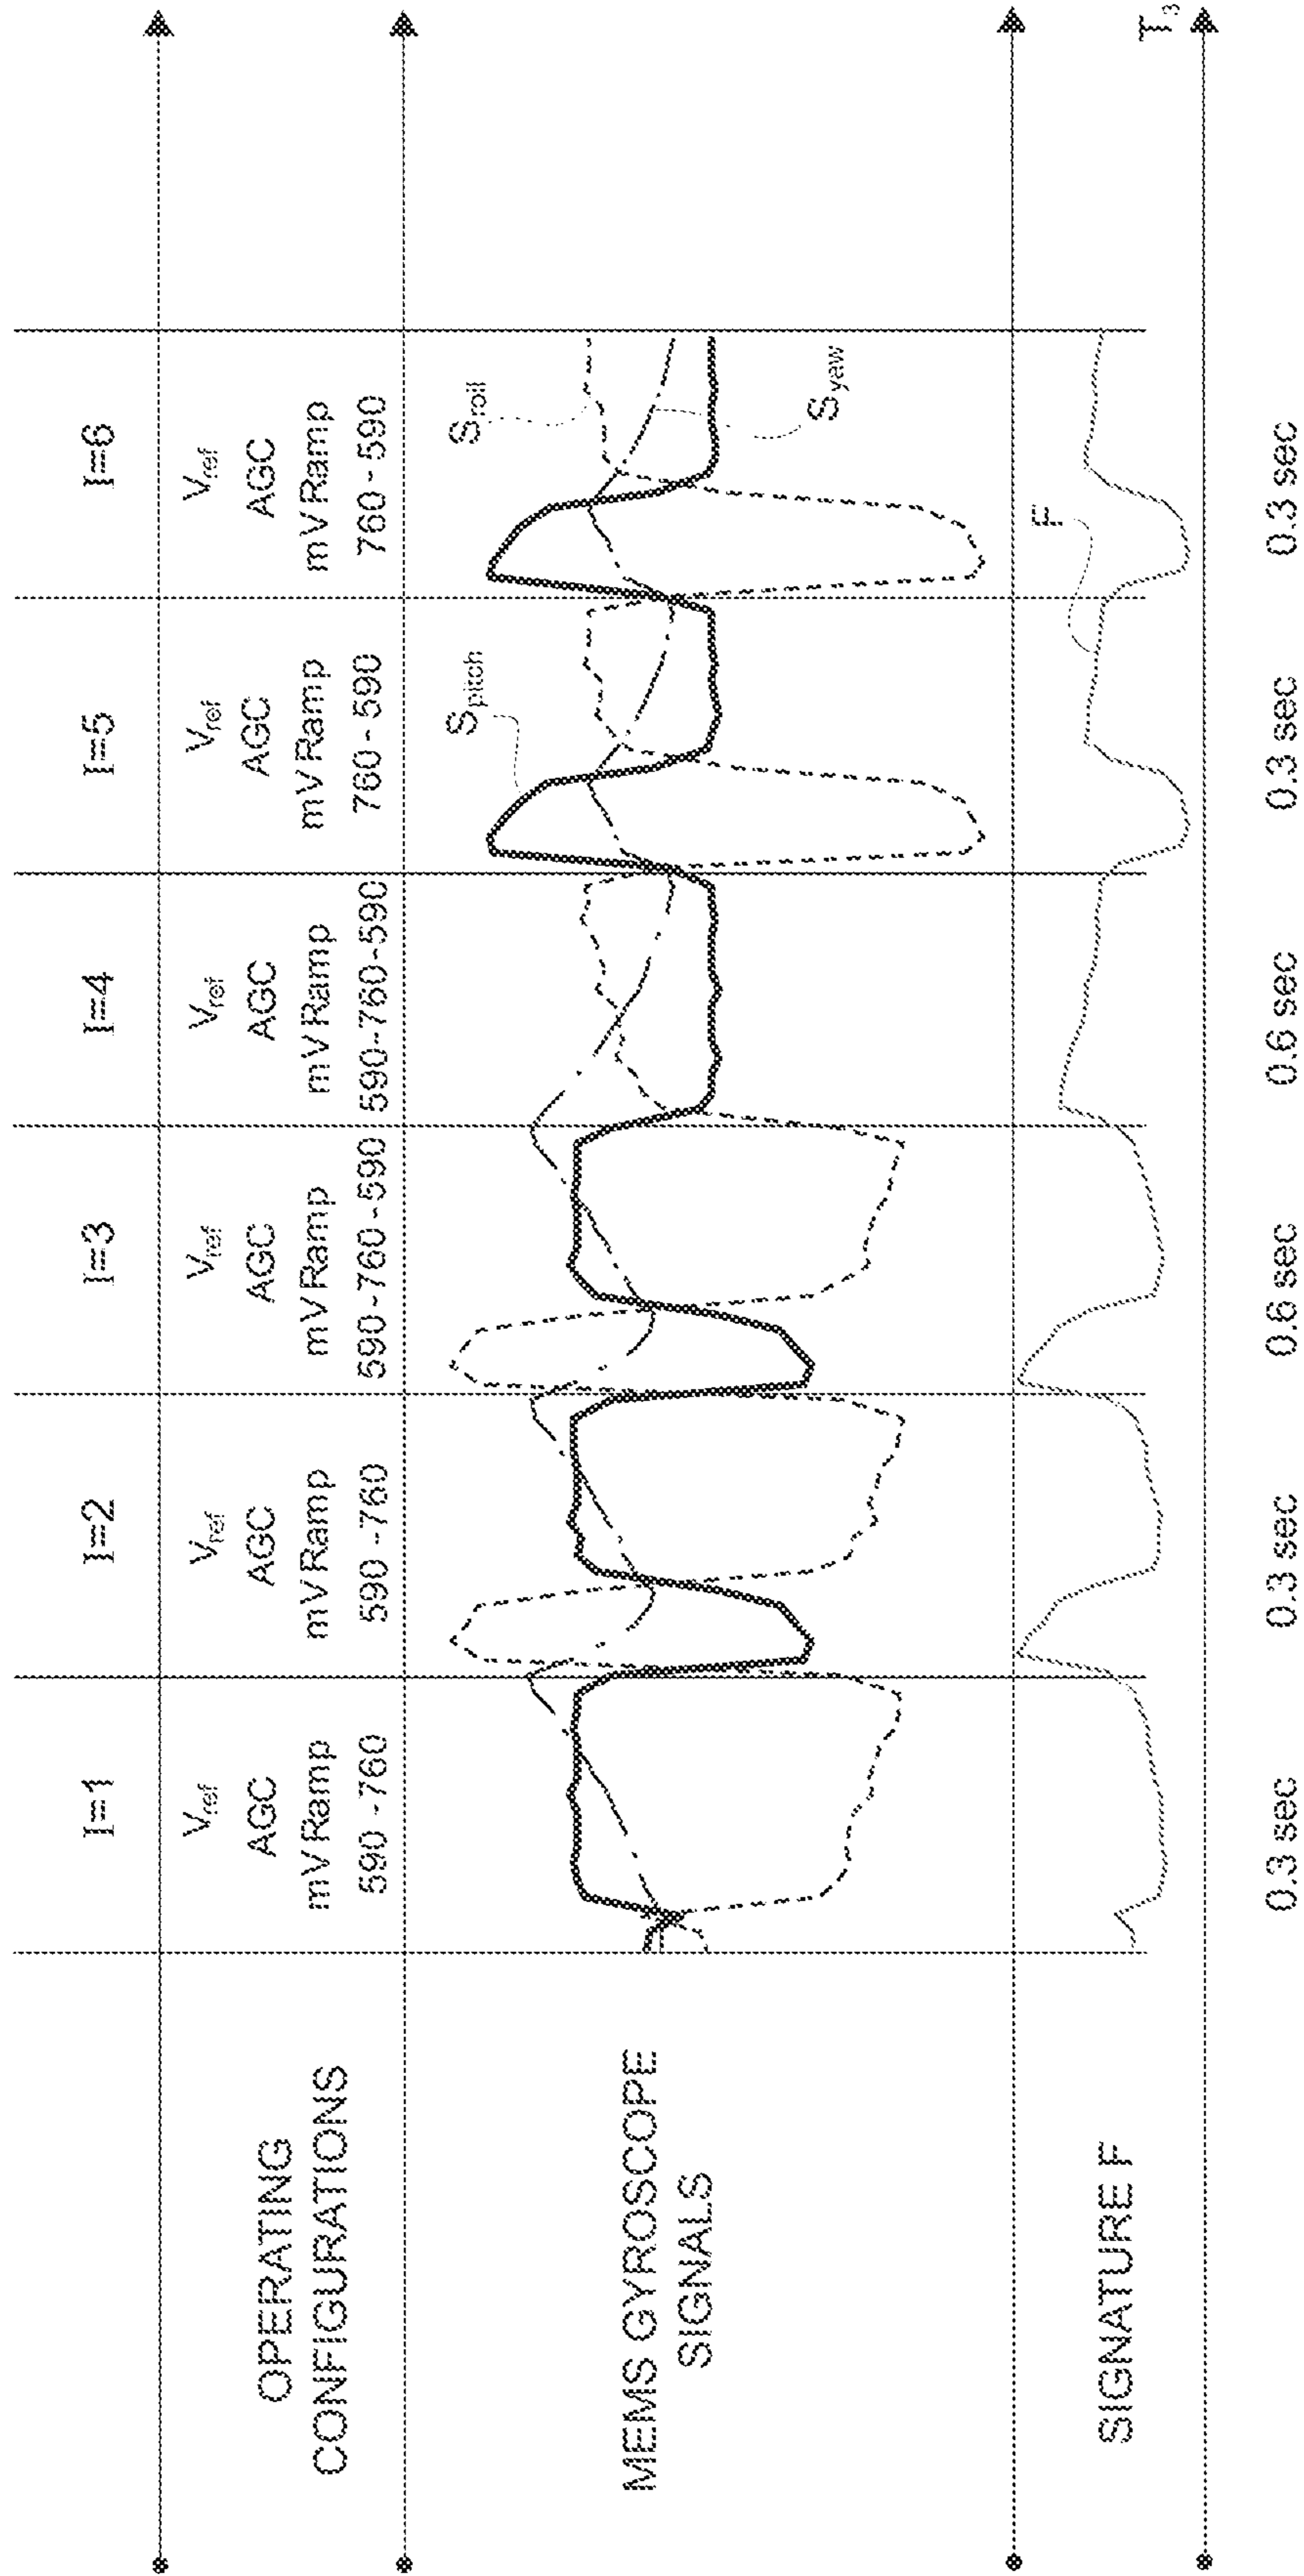 I=1 I=2 I=3 I=4 I=5 I=6
OPERATING
CONFIGURATIONS
Vref
AGC
mV Ramp
590 -760
Vref
AGC
mV Ramp
590 -760
Vref
AGC
mV Ramp
590-760-590
Vref
AGC
mV Ramp
590-760-590
Vref
AGC
mV Ramp
760-590
Vref
AGC
mV Ramp
760-590
MEMS GYROSCOPE
SIGNALS
Spitch
Sroll
Syaw
SIGNATURE F
F
T3
0.3 sec 0.3 sec 0.6 sec 0.6 sec 0.3 sec 0.3 sec